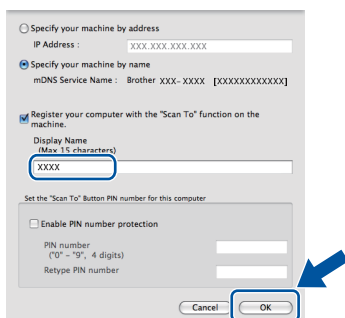 Specify your machine by address
IP Address : XXX.XXX.XXX.XXX
Specify your machine by name
mDNS Service Name : Brother XXX-XXXX [XXXXXXXXXXXX]
Register your computer with the "Scan To" function on the
machine.
Display Name
(Max 15 characters)
XXXX
Set the "Scan To" Button PIN number for this computer
Enable PIN number protection
PIN number
("0" - "9", 4 digits)
Retype PIN number
Cancel OK